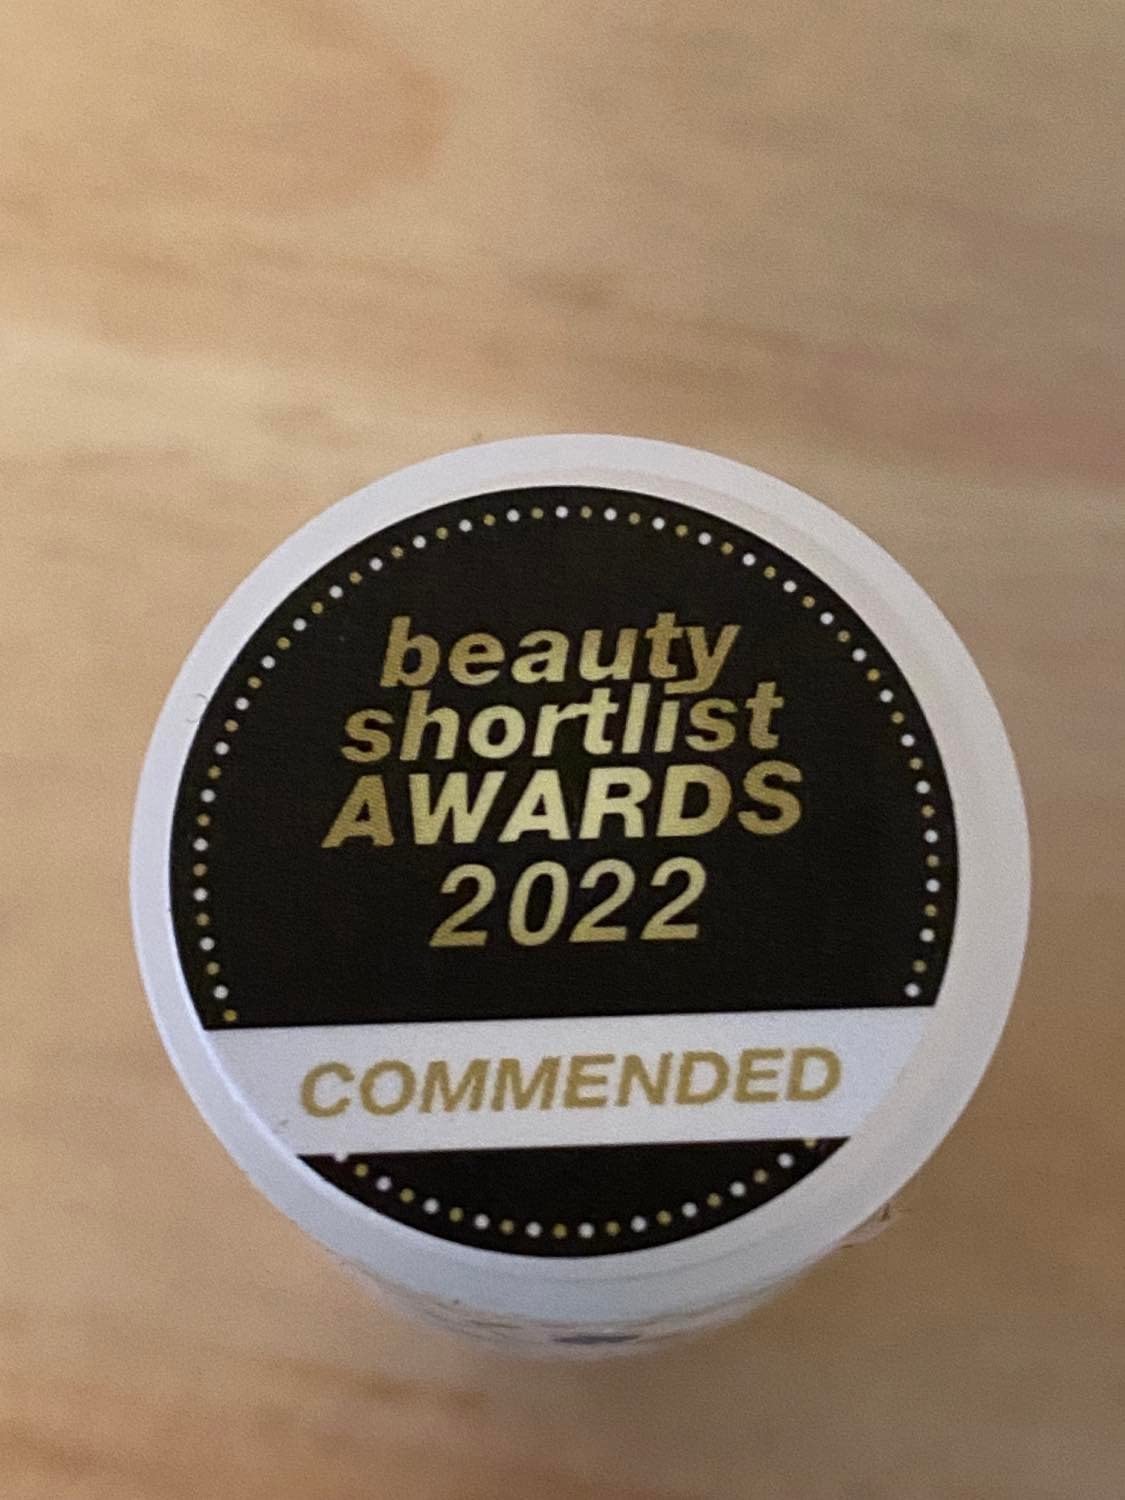 beauty
shortlist
AWARDS
2022
COMMENDED